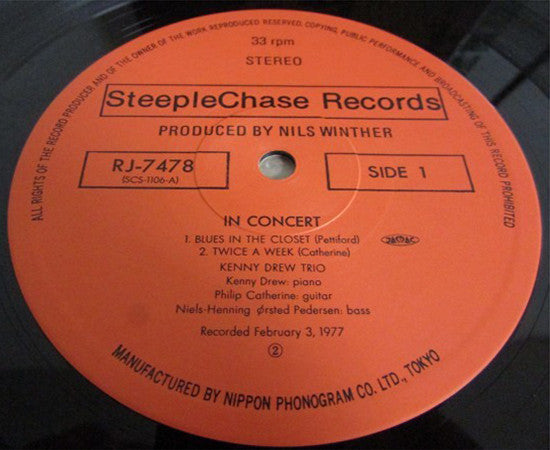 ALL RIGHTS OF THE RECORD PRODUCER AND OF THE OWNER OF THE WORK REPRODUCED RESERVED. COPYING, PUBLIC PERFORMANCE AND BROADCASTING OF THIS RECORD PROHIBITED
33 rpm
STEREO
SteepleChase Records
PRODUCED BY NILS WINTHER
RJ-7478
(SCS-1106-A)
SIDE 1
IN CONCERT
1. BLUES IN THE CLOSET (Pettiford)
2. TWICE A WEEK (Catherine)
JASRAC
KENNY DREW TRIO
Kenny Drew: piano
Philip Catherine: guitar
Niels-Henning Ørsted Pedersen: bass
Recorded February 3, 1977
②
MANUFACTURED BY NIPPON PHONOGRAM CO. LTD., TOKYO